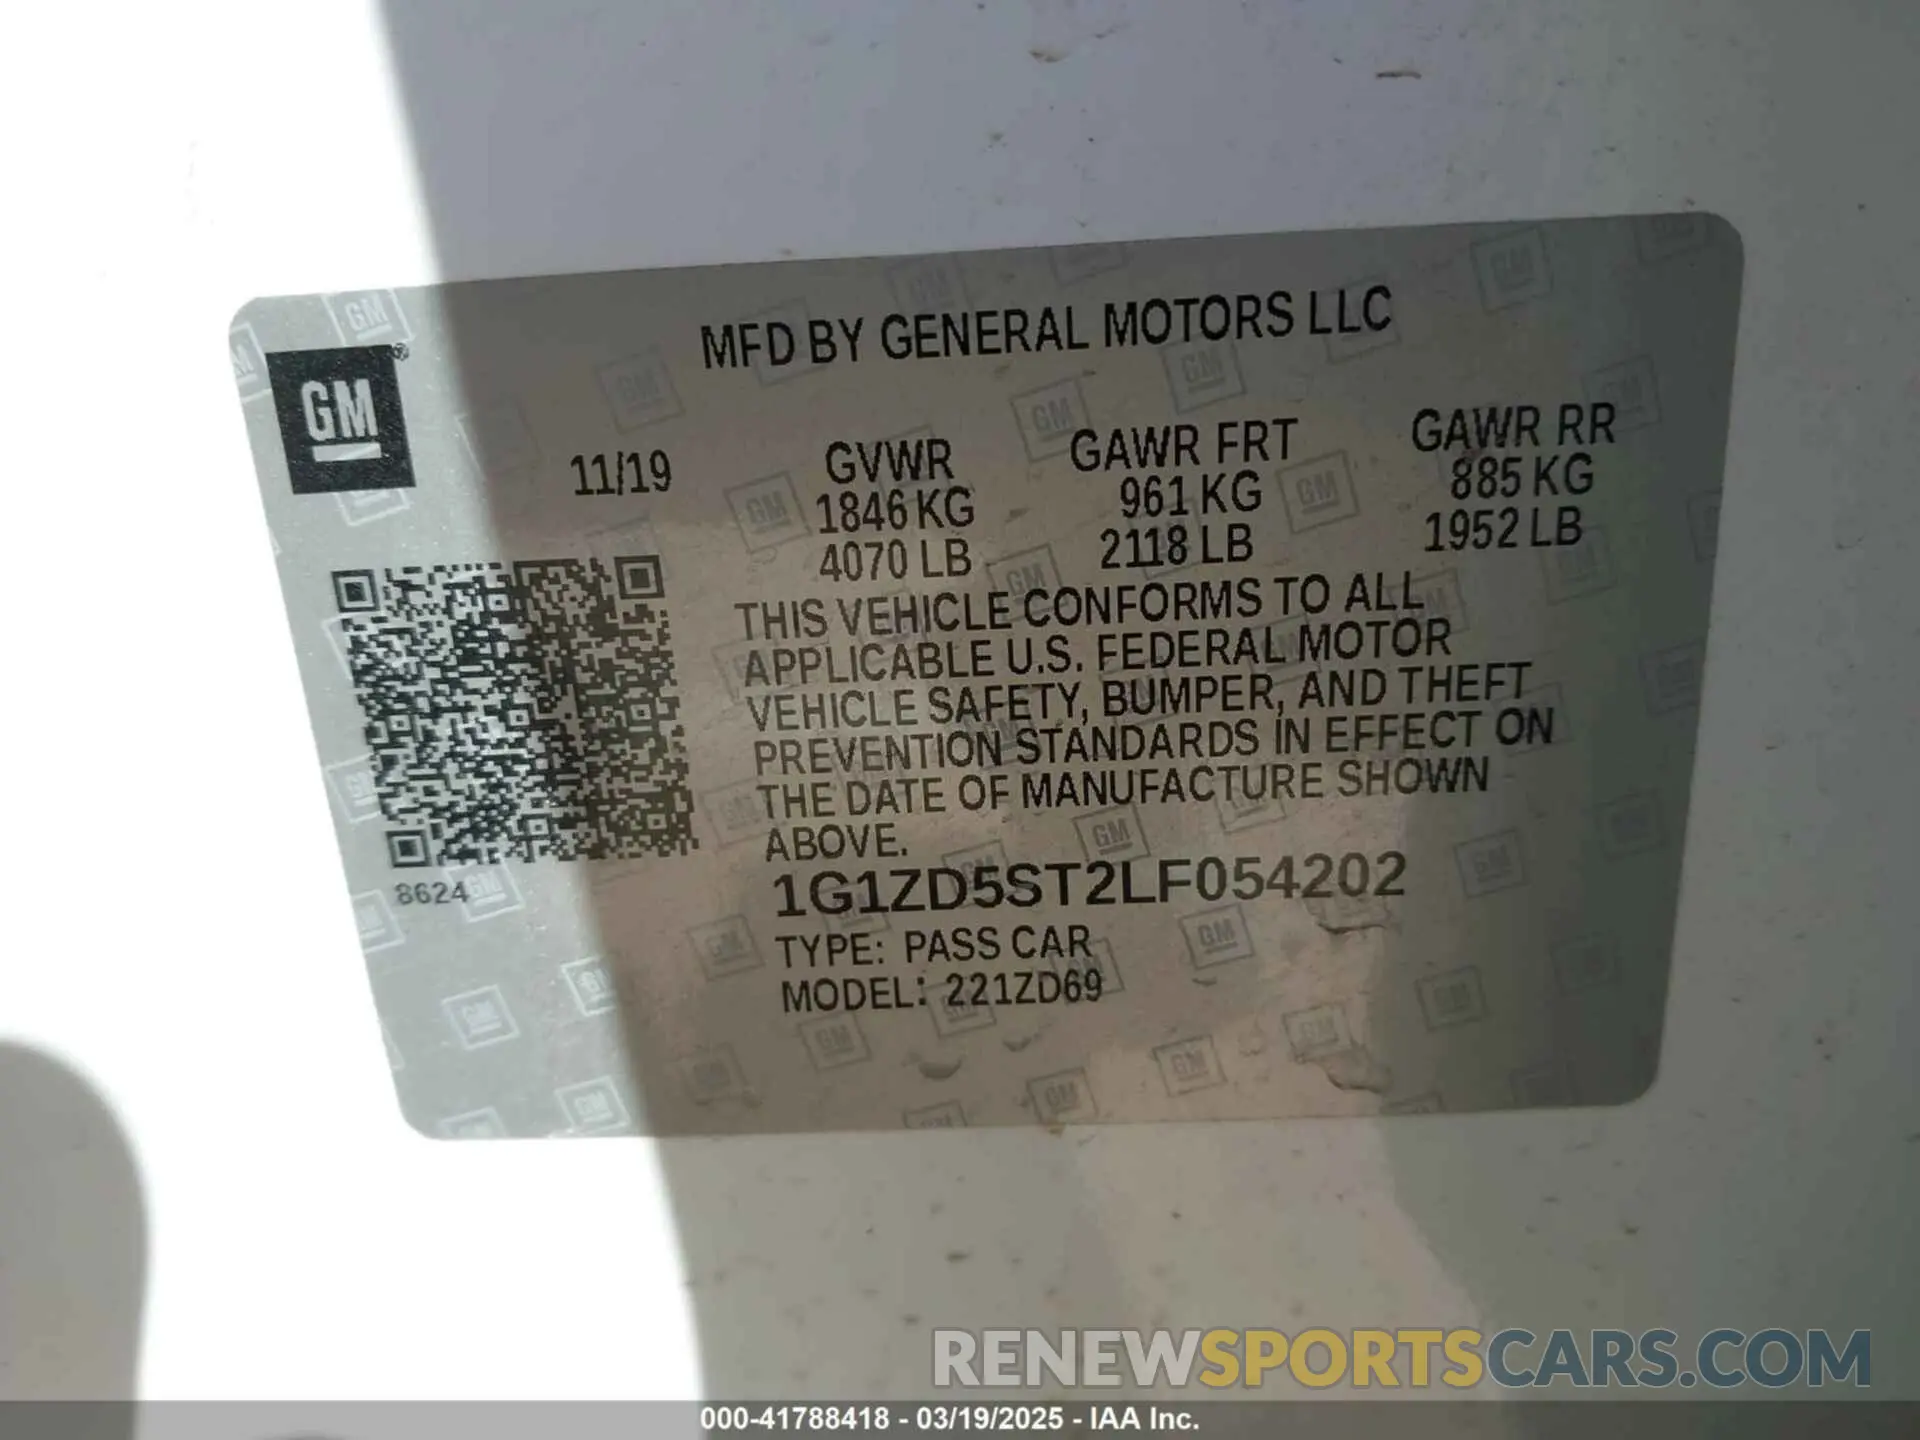 MFD BY GENERAL MOTORS LLC
GM®
11/19 GVWR GAWR FRT GAWR RR
1846 KG 961 KG 885 KG
4070 LB 2118 LB 1952 LB
THIS VEHICLE CONFORMS TO ALL
APPLICABLE U.S. FEDERAL MOTOR
VEHICLE SAFETY, BUMPER, AND THEFT
PREVENTION STANDARDS IN EFFECT ON
THE DATE OF MANUFACTURE SHOWN
ABOVE.
8624
1G1ZD5ST2LF054202
TYPE: PASS CAR
MODEL: 221ZD69
RENEWSPORTSCARS.COM
000-41788418 - 03/19/2025 - IAA Inc.